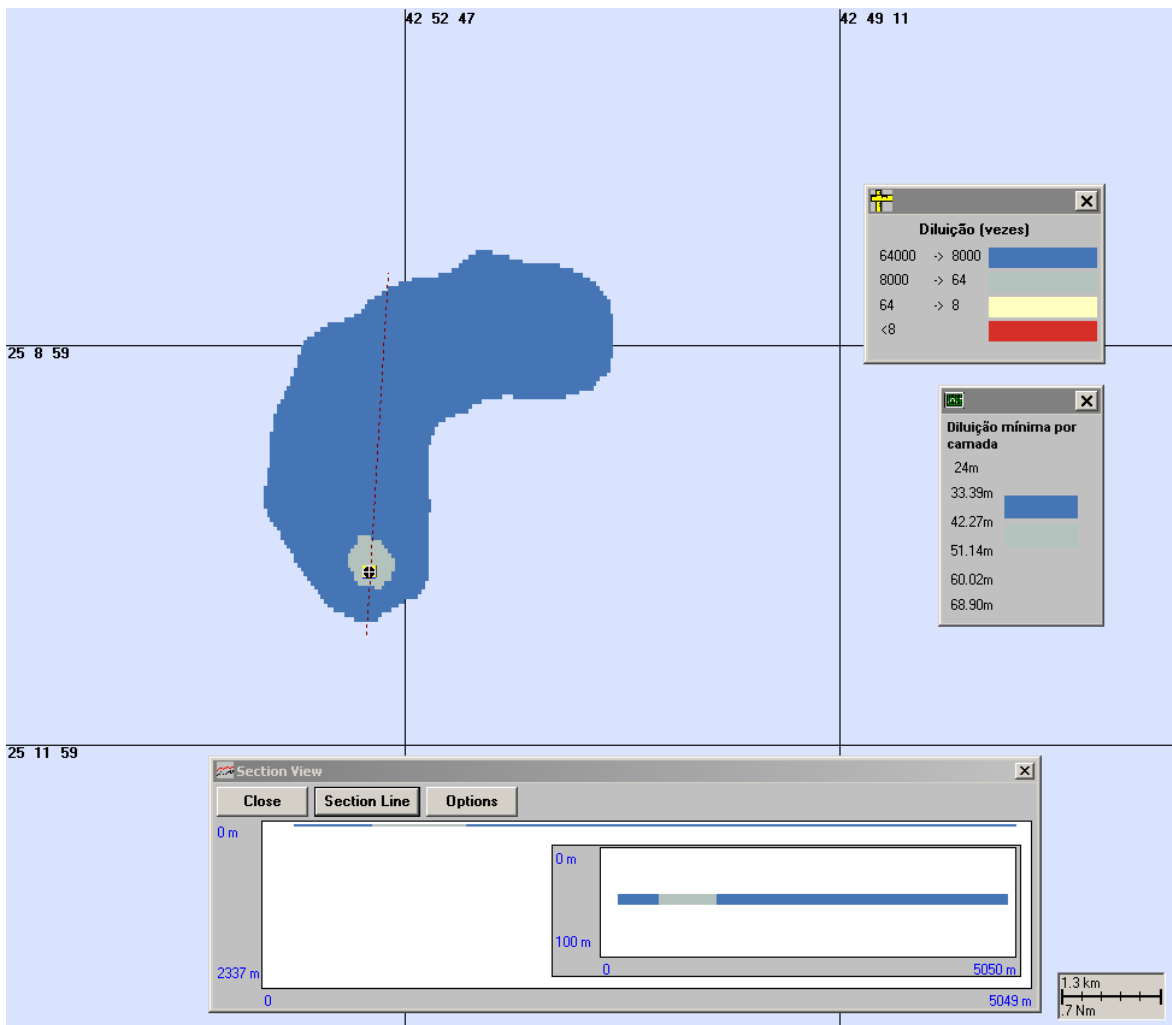 42 52 47
42 49 11
Diluição (vezes)
64000 -> 8000
8000 -> 64
64 -> 8
<8
25 8 59
Diluição mínima por
camada
24m
33.39m
42.27m
51.14m
60.02m
68.90m
25 11 59
Section View
Close Section Line Options
0 m
0 m
100 m
0 5050 m
2337 m
0 5049 m
1.3 km
.7 Nm